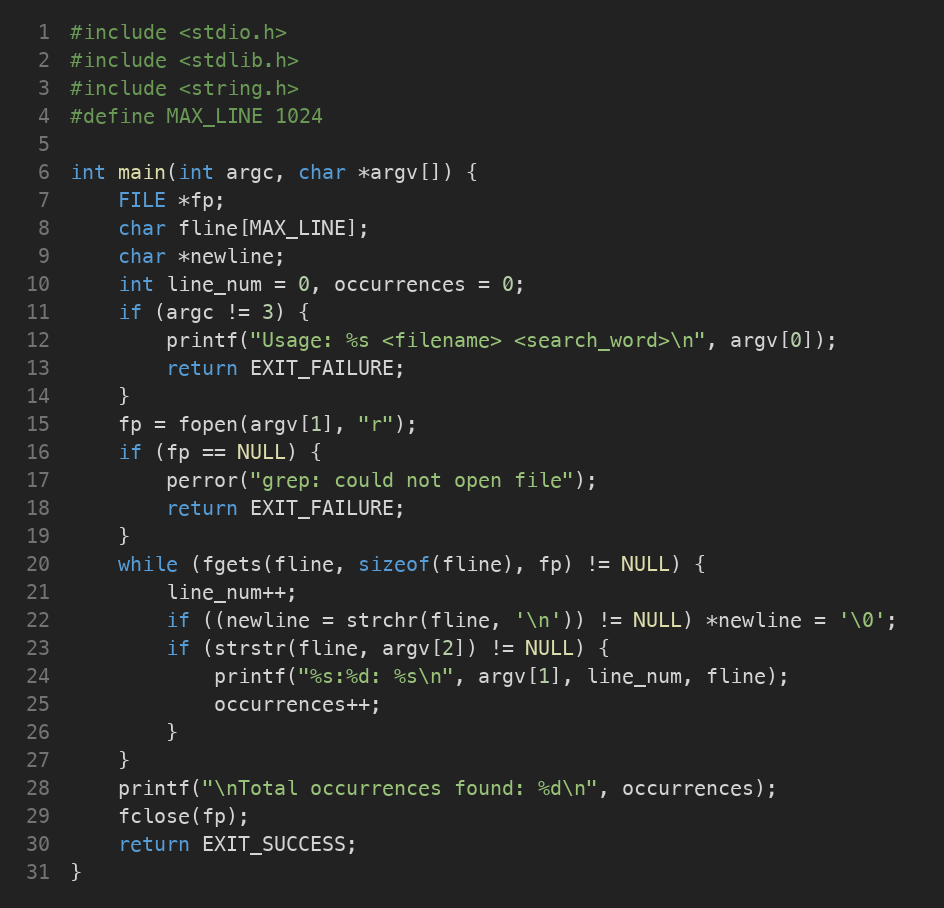 1 #include <stdio.h>
2 #include <stdlib.h>
3 #include <string.h>
4 #define MAX_LINE 1024
5
6 int main(int argc, char *argv[]) {
7     FILE *fp;
8     char fline[MAX_LINE];
9     char *newline;
10     int line_num = 0, occurrences = 0;
11     if (argc != 3) {
12         printf("Usage: %s <filename> <search_word>\n", argv[0]);
13         return EXIT_FAILURE;
14     }
15     fp = fopen(argv[1], "r");
16     if (fp == NULL) {
17         perror("grep: could not open file");
18         return EXIT_FAILURE;
19     }
20     while (fgets(fline, sizeof(fline), fp) != NULL) {
21         line_num++;
22         if ((newline = strchr(fline, '\n')) != NULL) *newline = '\0';
23         if (strstr(fline, argv[2]) != NULL) {
24             printf("%s:%d: %s\n", argv[1], line_num, fline);
25             occurrences++;
26         }
27     }
28     printf("\nTotal occurrences found: %d\n", occurrences);
29     fclose(fp);
30     return EXIT_SUCCESS;
31 }